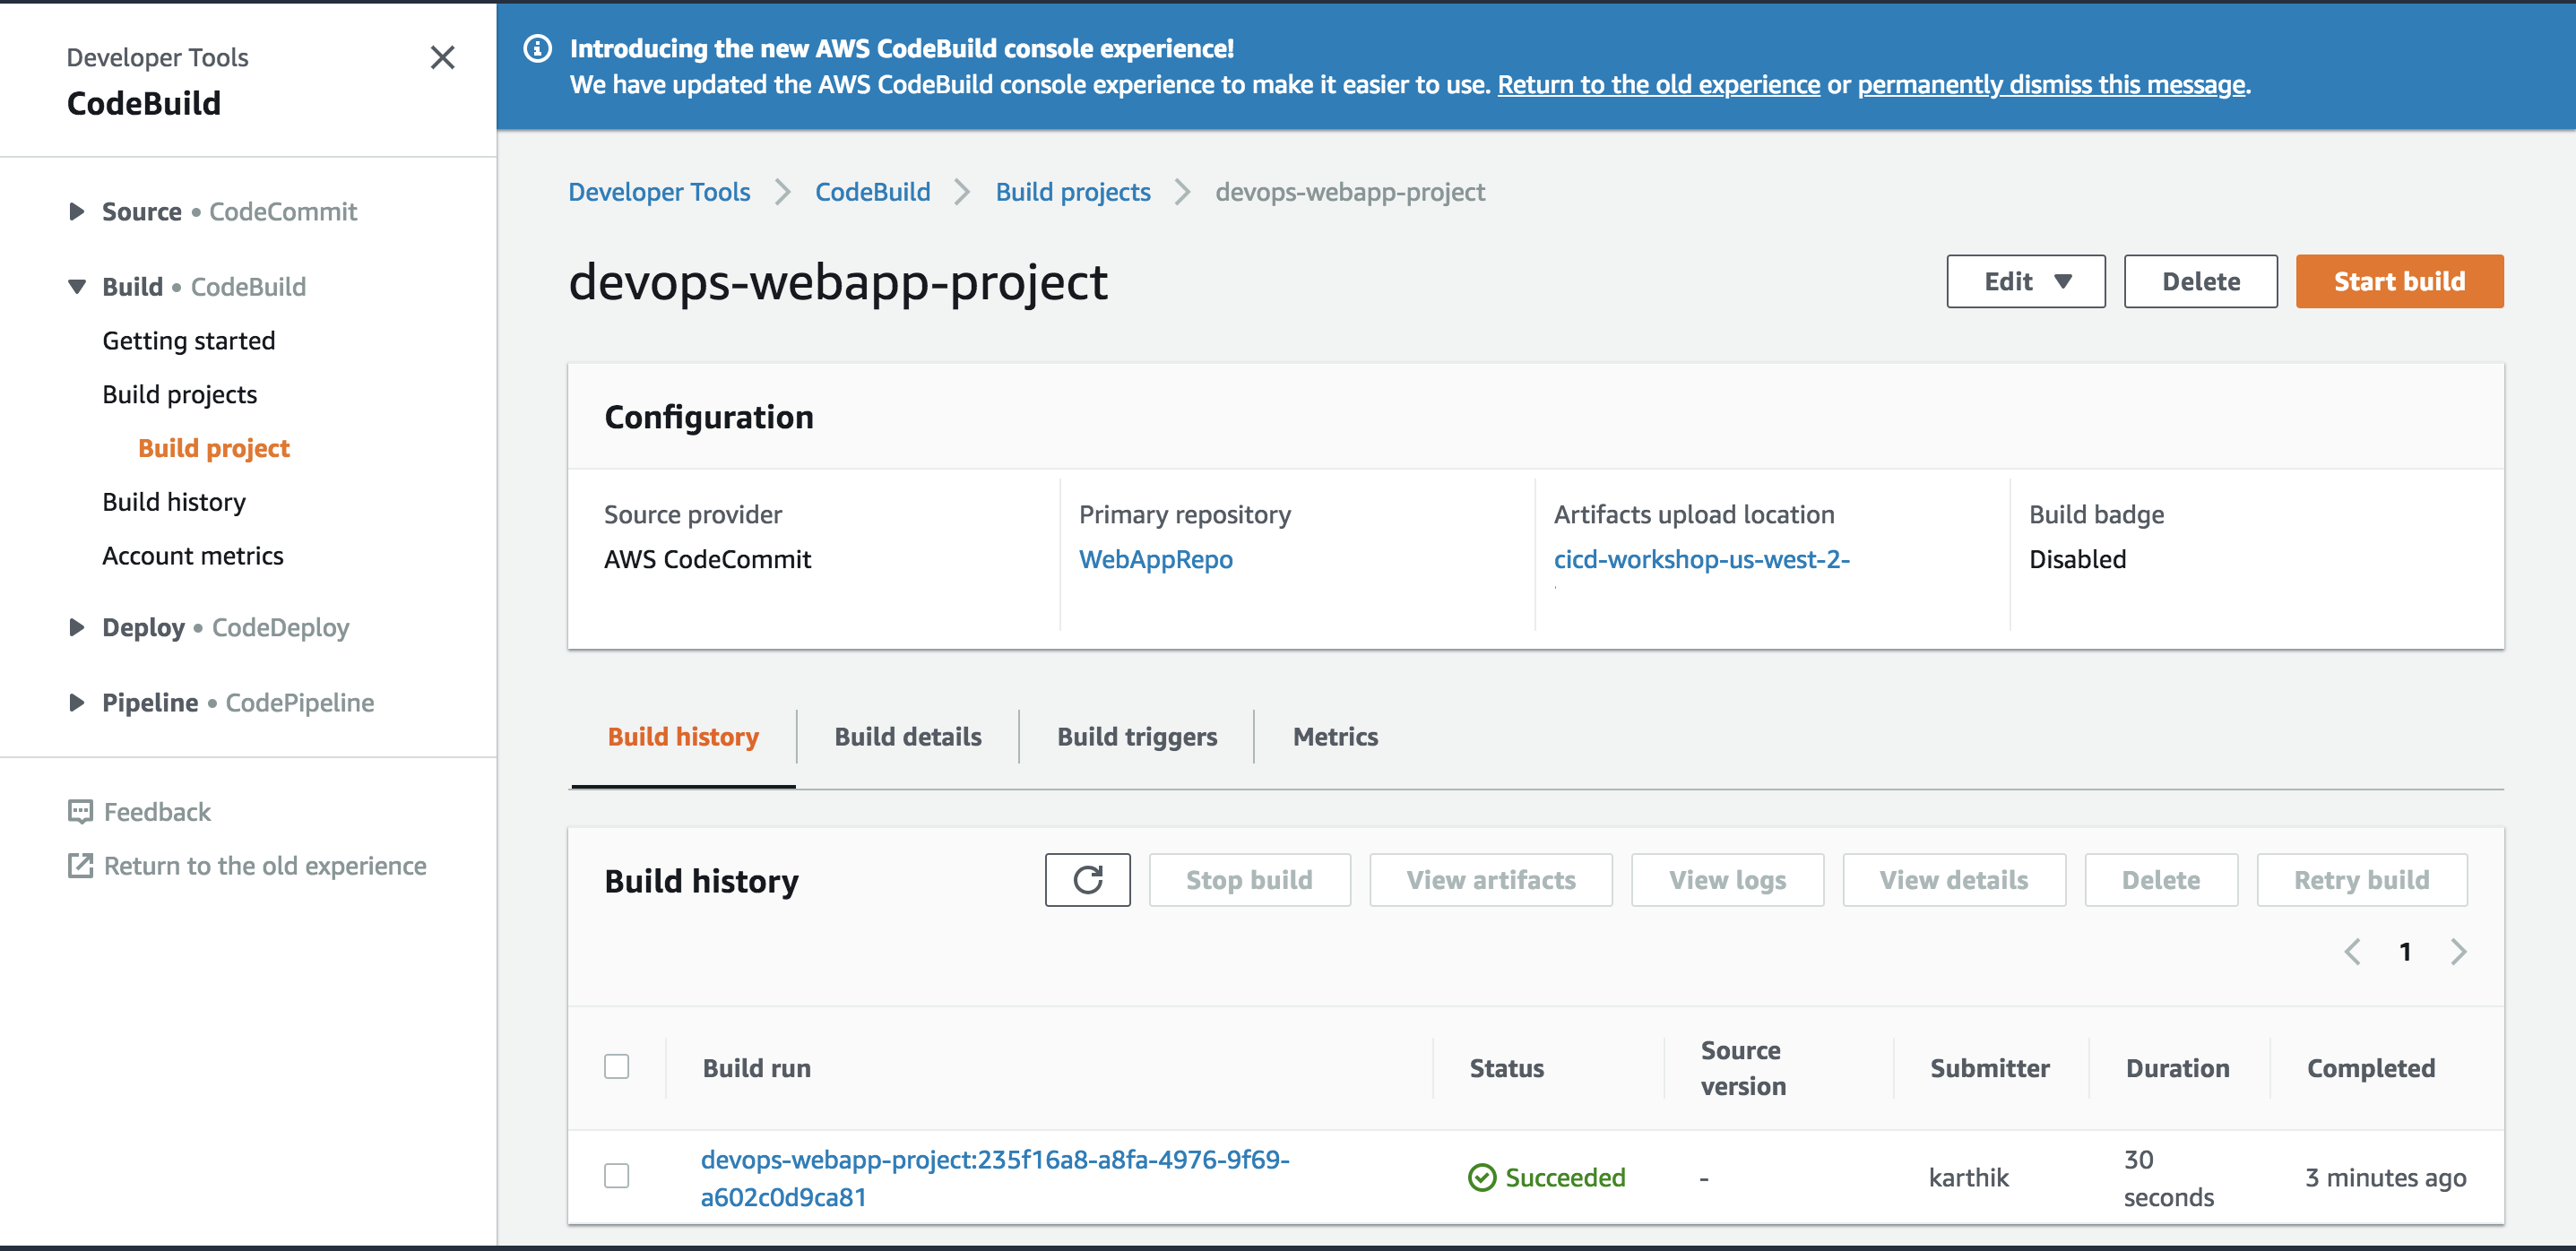 Developer Tools
CodeBuild
Source • CodeCommit
Build • CodeBuild
Getting started
Build projects
Build project
Build history
Account metrics
Deploy • CodeDeploy
Pipeline • CodePipeline
Feedback
Return to the old experience
Introducing the new AWS CodeBuild console experience!
We have updated the AWS CodeBuild console experience to make it easier to use. Return to the old experience or permanently dismiss this message.
Developer Tools > CodeBuild > Build projects > devops-webapp-project
devops-webapp-project
Edit Delete Start build
Configuration
Source provider
AWS CodeCommit
Primary repository
WebAppRepo
Artifacts upload location
cicd-workshop-us-west-2-
Build badge
Disabled
Build history Build details Build triggers Metrics
Build history
Stop build View artifacts View logs View details Delete Retry build
1
Build run Status Source version Submitter Duration Completed
devops-webapp-project:235f16a8-a8fa-4976-9f69-
a602c0d9ca81
Succeeded
-
karthik
30
seconds
3 minutes ago